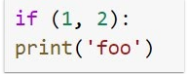 if (1, 2):
print('foo')